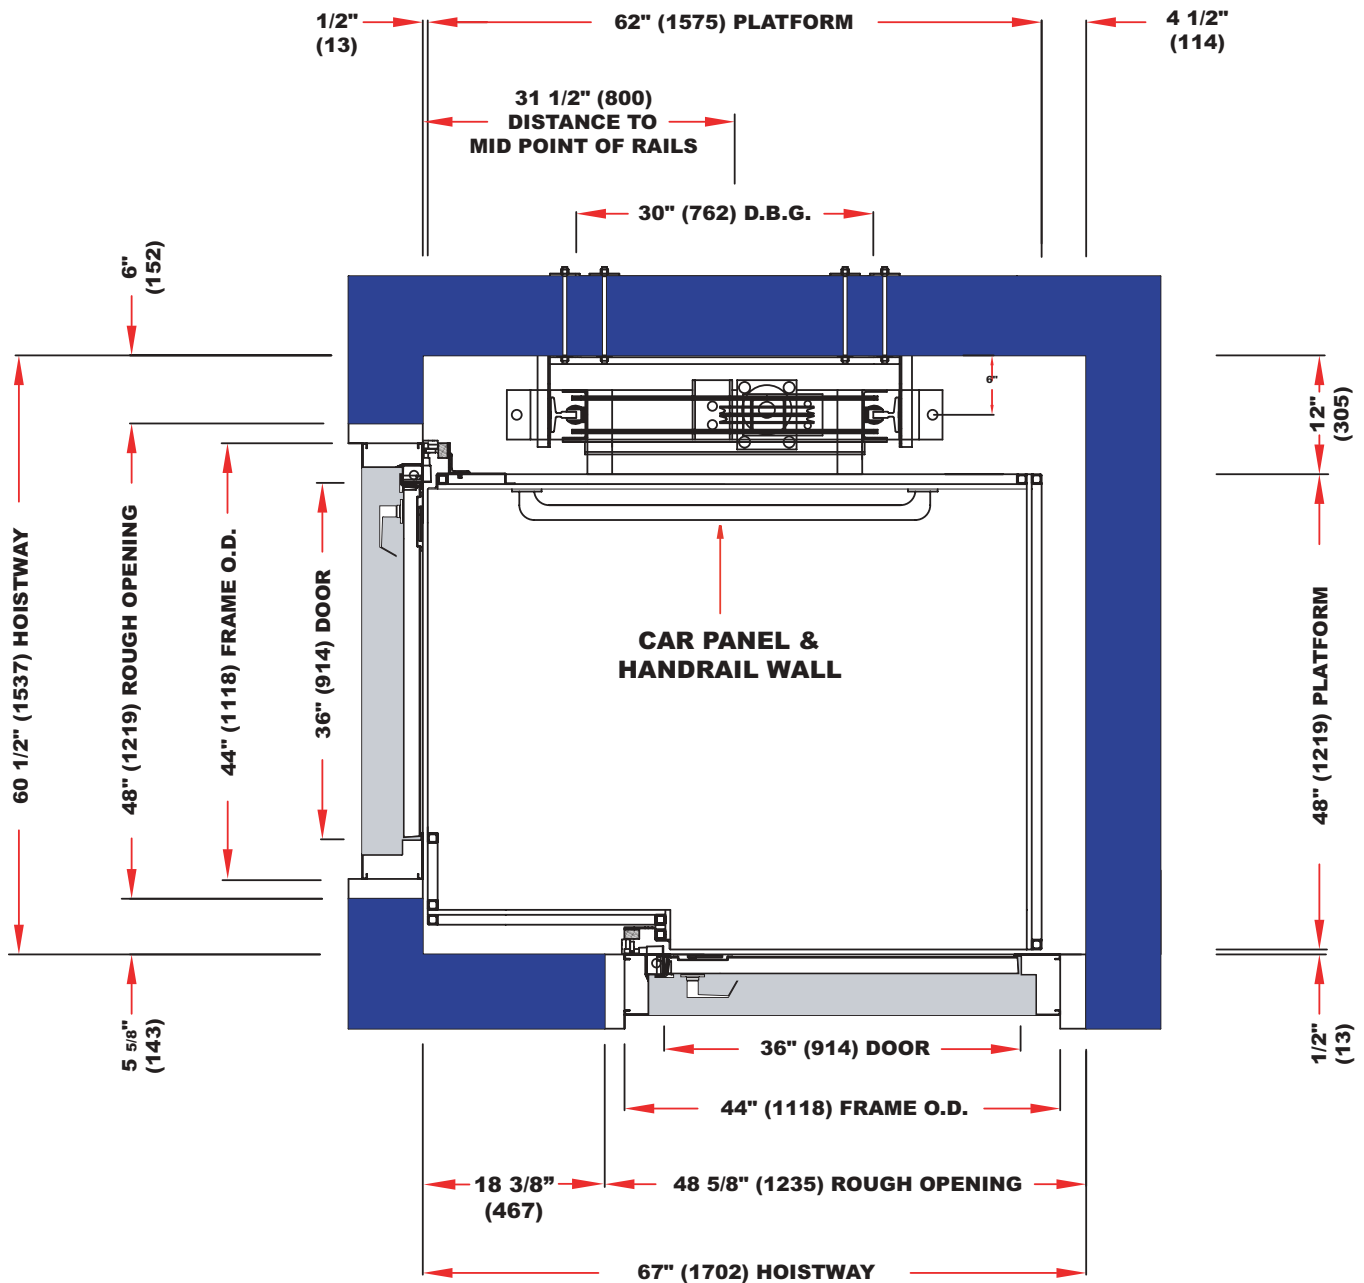 1/2"
(13)
62" (1575) PLATFORM
4 1/2"
(114)
31 1/2" (800)
DISTANCE TO
MID POINT OF RAILS
30" (762) D.B.G.
6"
(152)
6"
12"
(305)
60 1/2" (1537) HOISTWAY
48" (1219) ROUGH OPENING
44" (1118) FRAME O.D.
36" (914) DOOR
CAR PANEL &
HANDRAIL WALL
48" (1219) PLATFORM
5 5/8"
(143)
1/2"
(13)
36" (914) DOOR
44" (1118) FRAME O.D.
18 3/8”
(467)
48 5/8" (1235) ROUGH OPENING
67" (1702) HOISTWAY